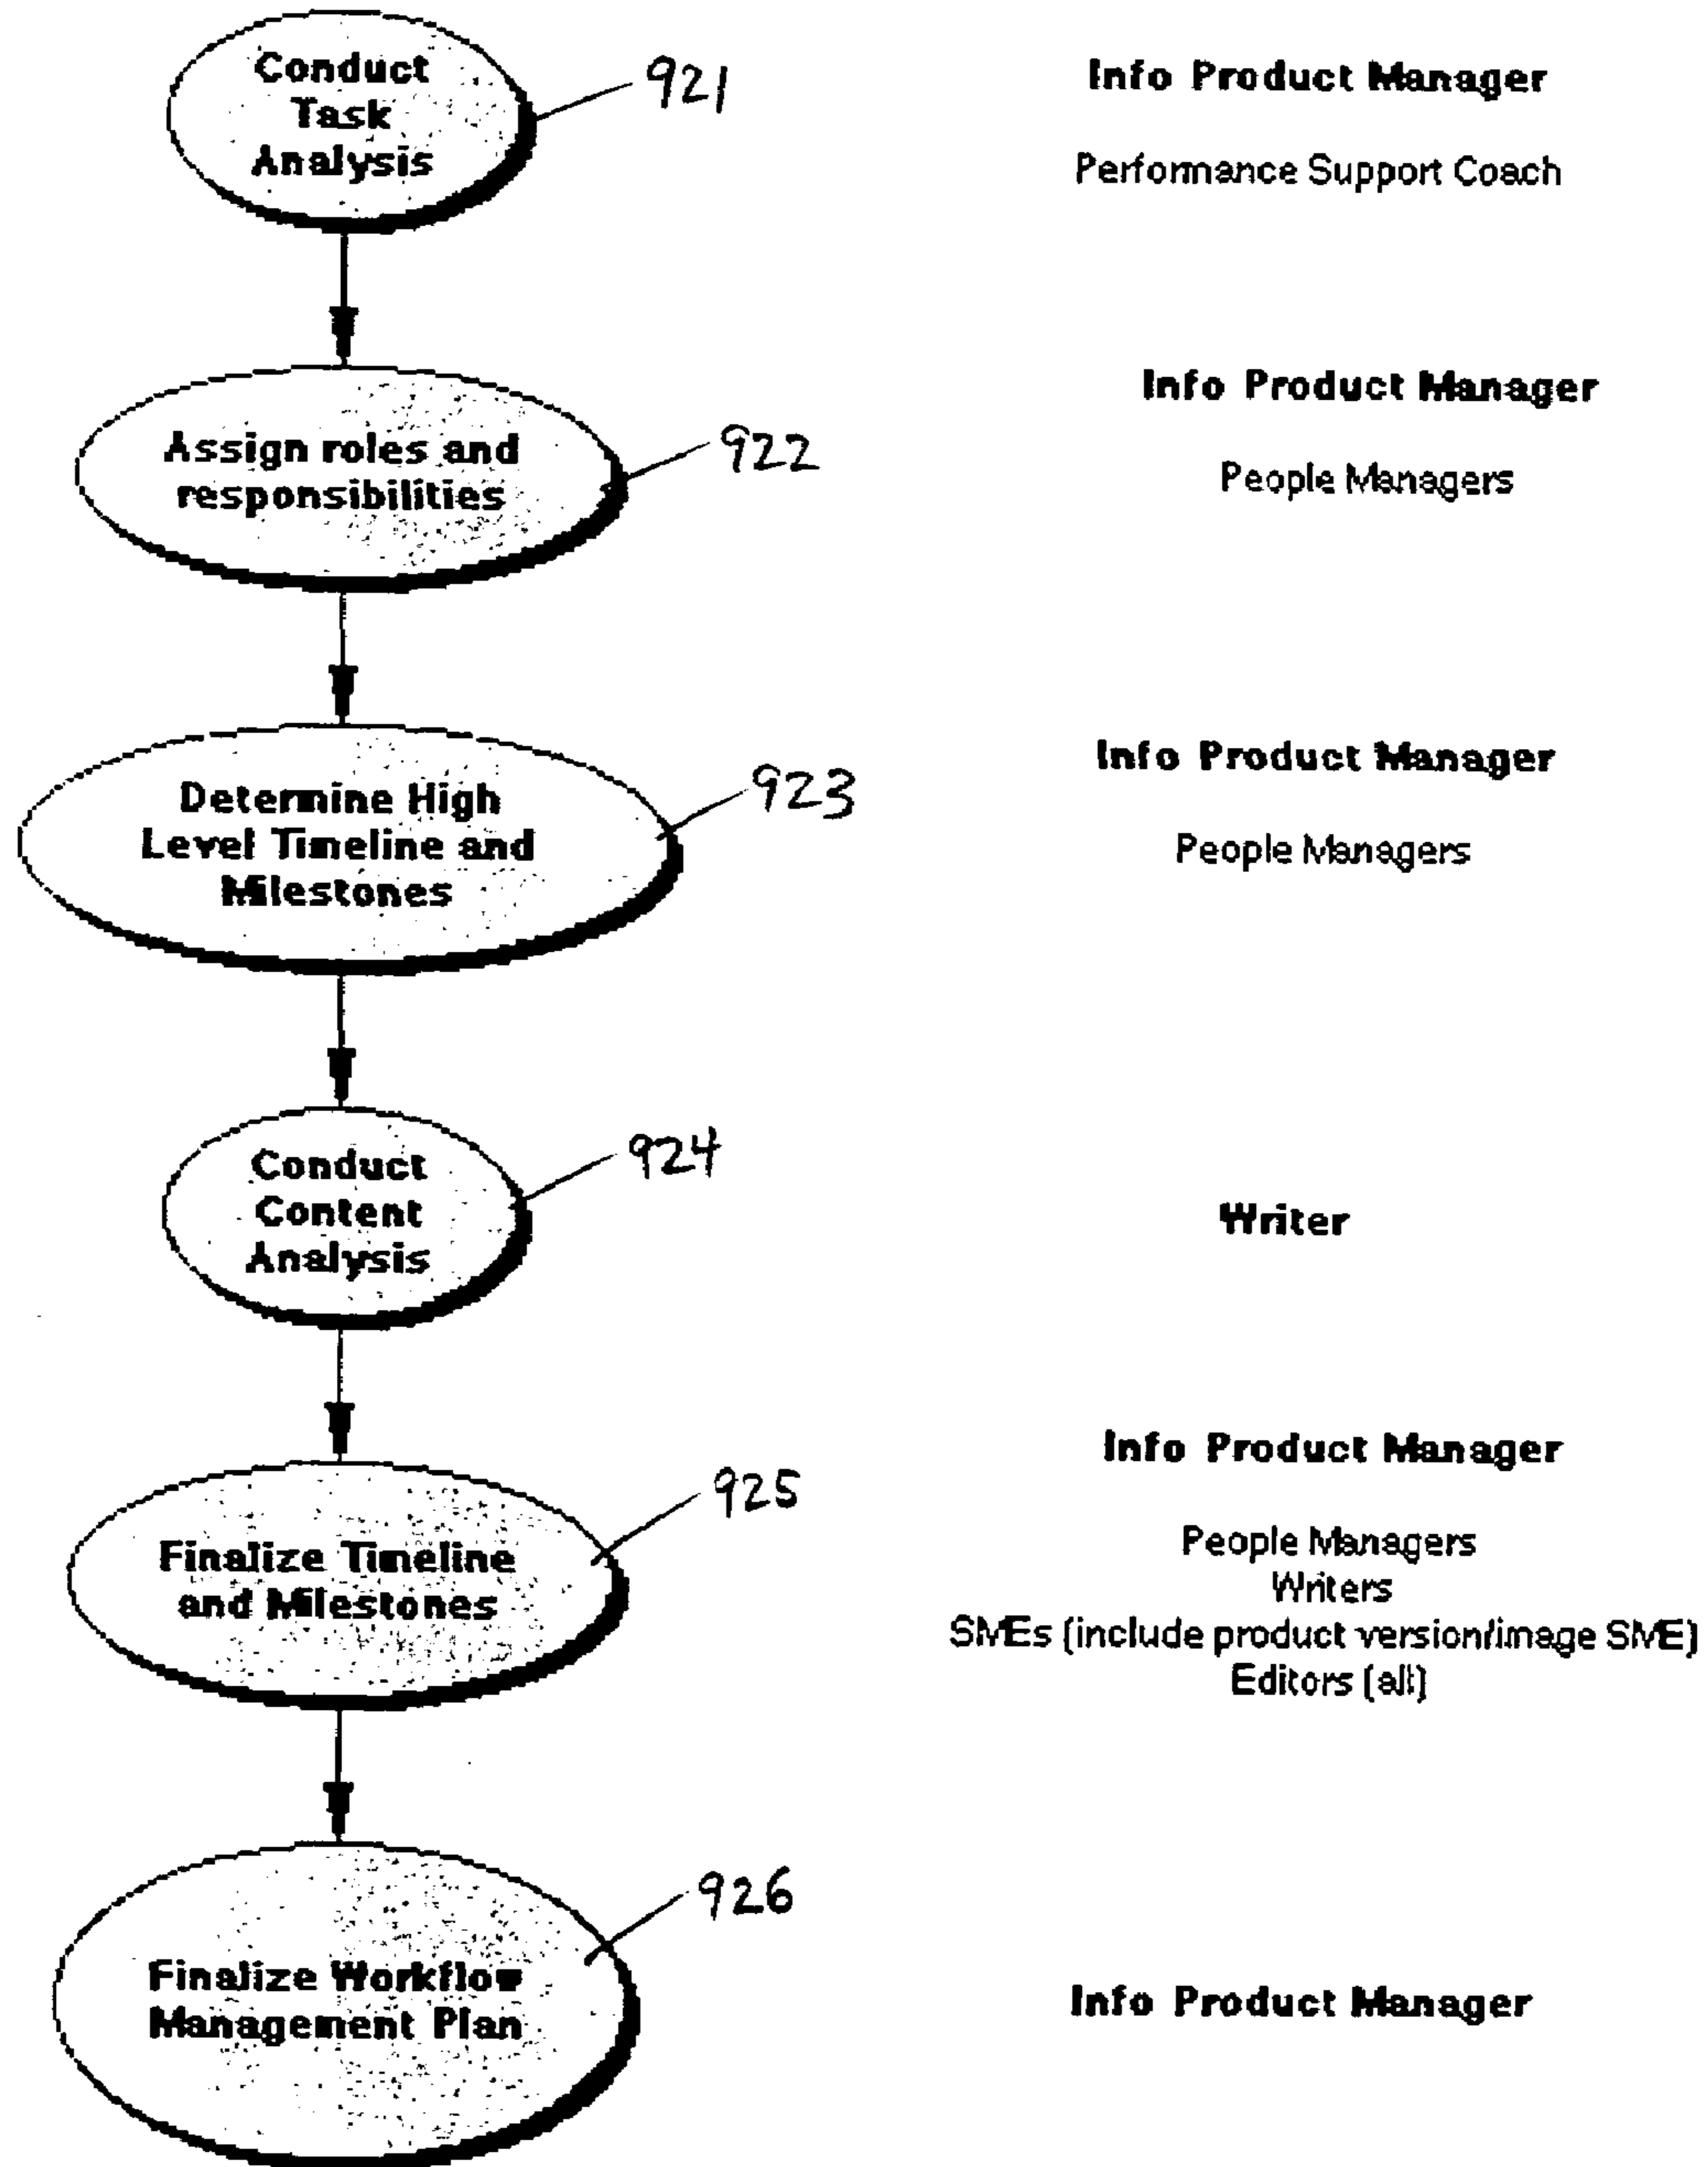 Conduct
Task
Analysis
921
Info Product Manager
Performance Support Coach
Assign roles and
responsibilities
922
Info Product Manager
People Managers
Determine High
Level Timeline and
Milestones
923
Info Product Manager
People Managers
Conduct
Content
Analysis
924
Writer
Finalize Timeline
and Milestones
925
Info Product Manager
People Managers
Writers
SMEs (include product version/image SME)
Editors (all)
Finalize Workflow
Management Plan
926
Info Product Manager